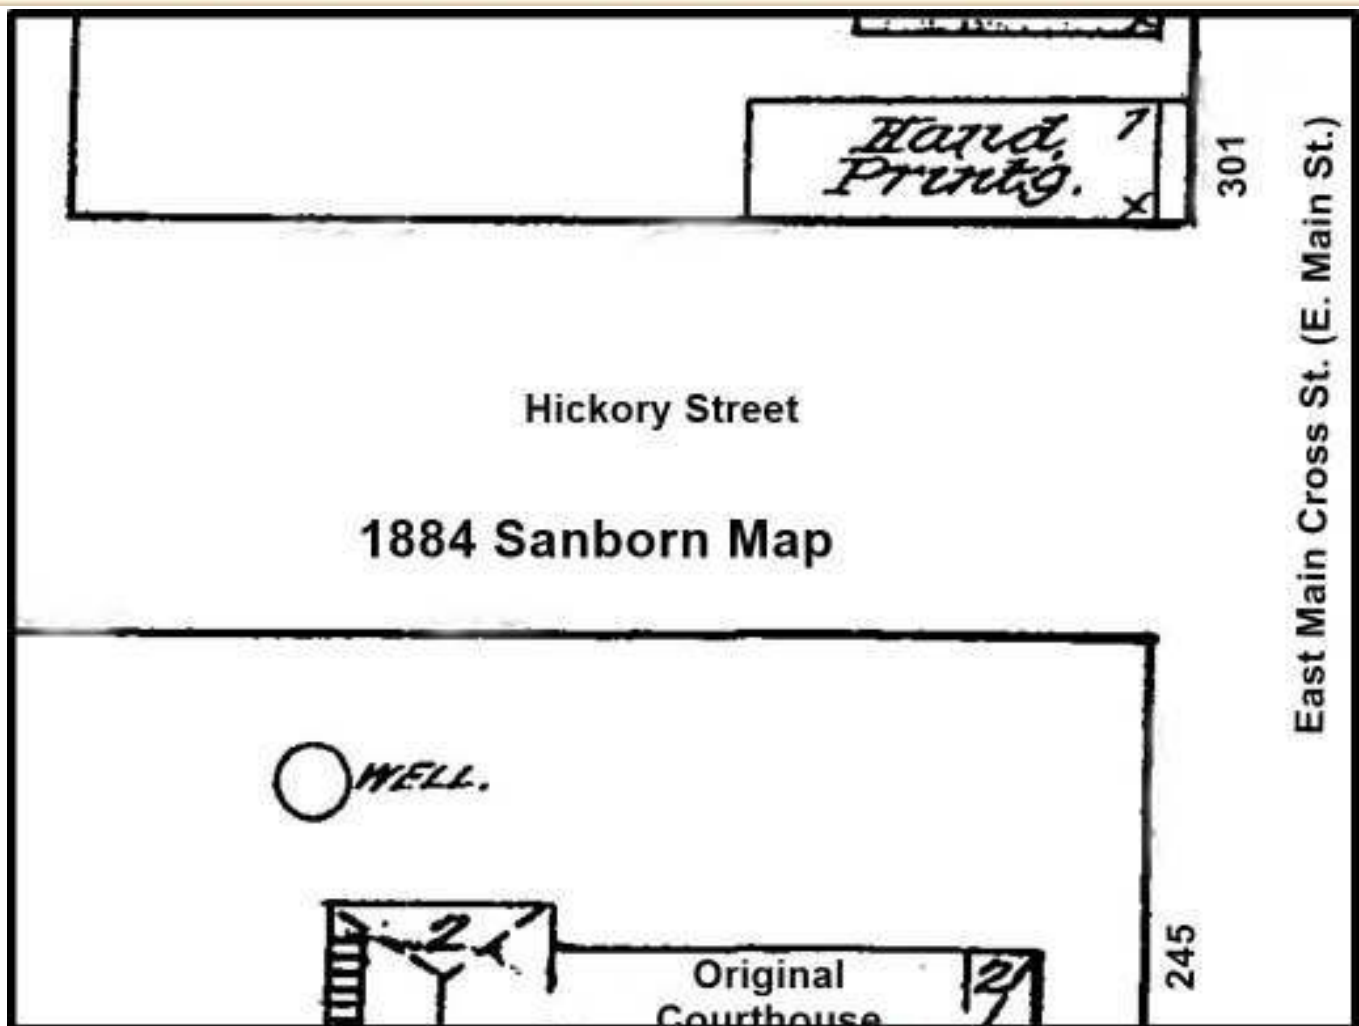 Hand.
Printg.
1
x
301
East Main Cross St. (E. Main St.)
Hickory Street
1884 Sanborn Map
WELL.
2
Original
Courthouse
2
245